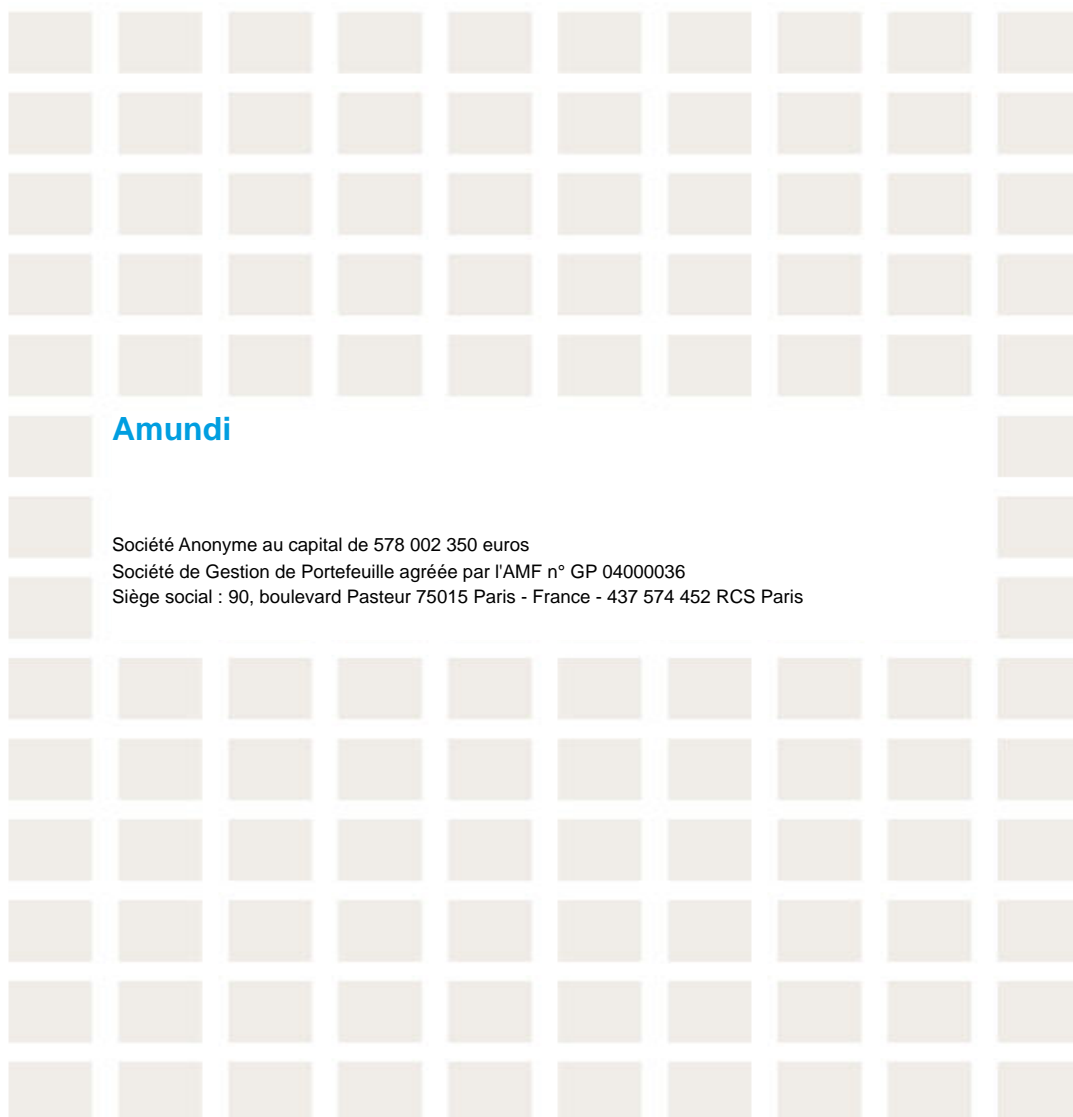 Amundi
Société Anonyme au capital de 578 002 350 euros
Société de Gestion de Portefeuille agréée par l'AMF n° GP 04000036
Siège social : 90, boulevard Pasteur 75015 Paris - France - 437 574 452 RCS Paris